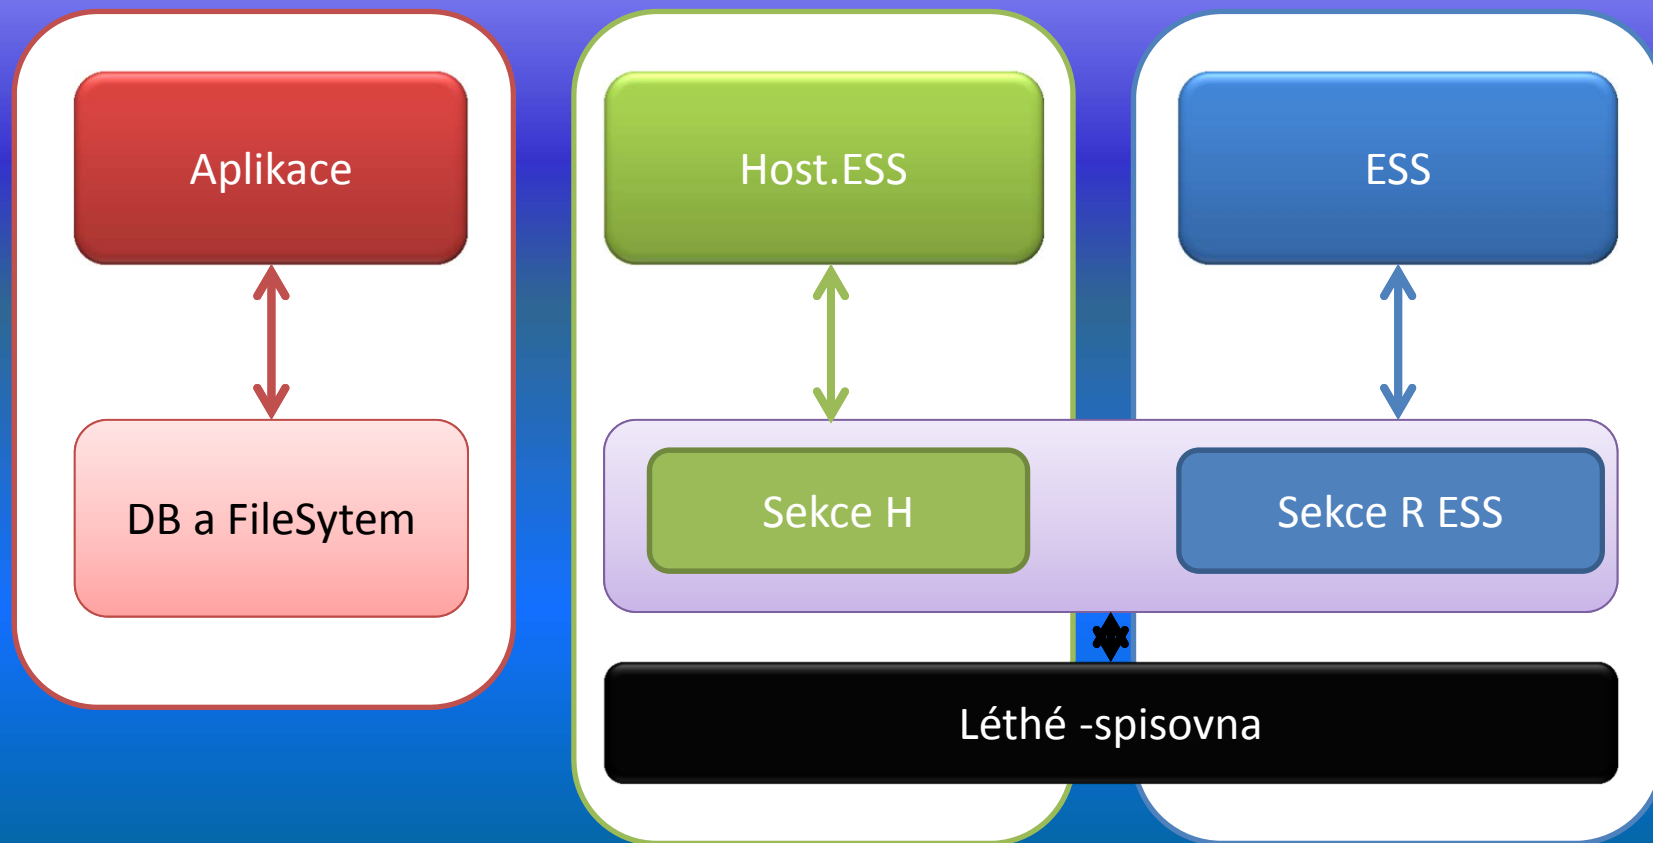 Aplikace
Host.ESS
ESS
DB a FileSytem
Sekce H
Sekce R ESS
Léthé -spisovna